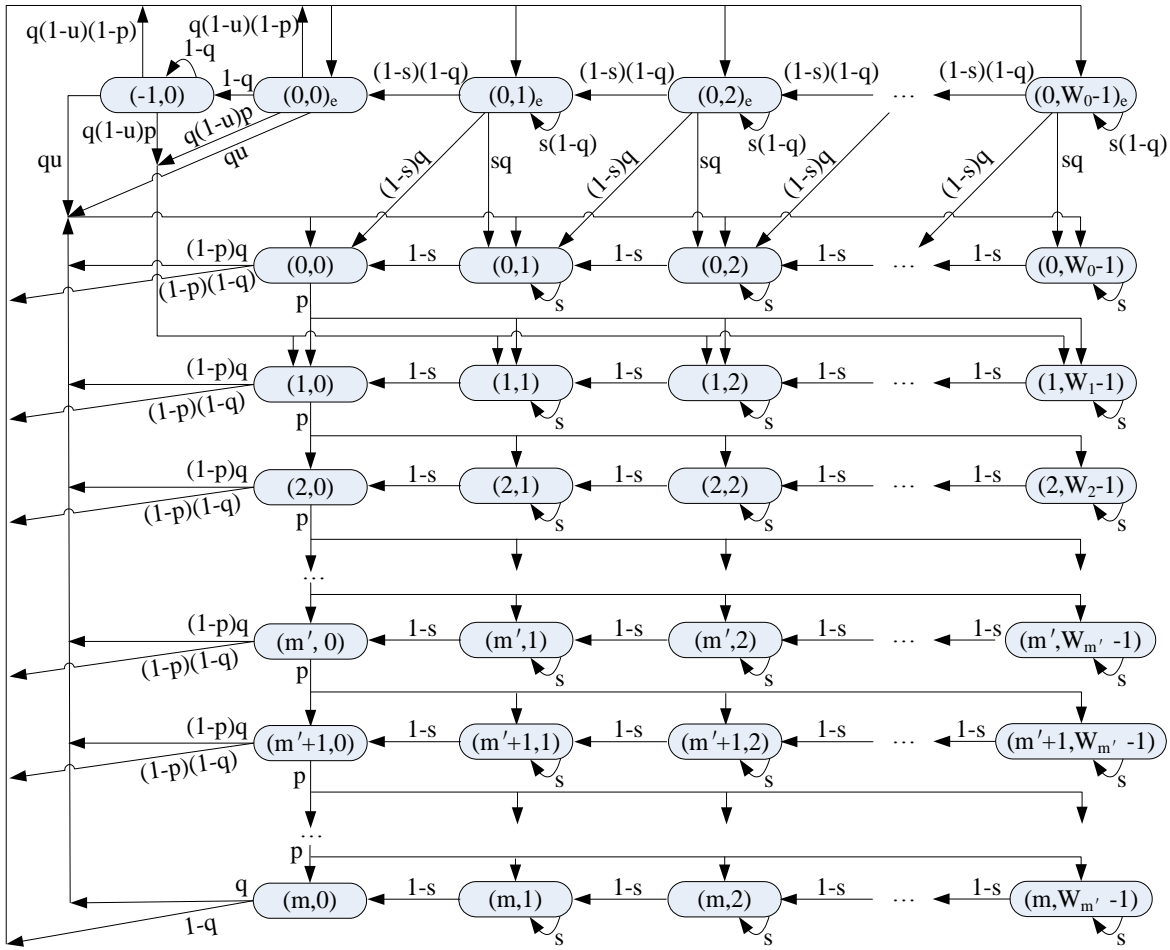 q(1-u)(1-p) q(1-u)(1-p)
1-q
(-1,0) 1-q (0,0)e (1-s)(1-q) (0,1)e (1-s)(1-q) (0,2)e (1-s)(1-q) ... (1-s)(1-q) (0,W0-1)e
s(1-q) s(1-q) s(1-q)
qu q(1-u)p q(1-u)p qu (1-s)q sq (1-s)q sq (1-s)q (1-s)q sq
(1-p)q (0,0) 1-s (0,1) 1-s (0,2) 1-s ... 1-s (0,W0-1)
(1-p)(1-q) p s s s
(1-p)q (1,0) 1-s (1,1) 1-s (1,2) 1-s ... 1-s (1,W1-1)
(1-p)(1-q) p s s s
(1-p)q (2,0) 1-s (2,1) 1-s (2,2) 1-s ... 1-s (2,W2-1)
(1-p)(1-q) p s s s
...
(1-p)q (m′,0) 1-s (m′,1) 1-s (m′,2) 1-s ... 1-s (m′,Wm′-1)
(1-p)(1-q) p s s s
(1-p)q (m′+1,0) 1-s (m′+1,1) 1-s (m′+1,2) 1-s ... 1-s (m′+1,Wm′-1)
(1-p)(1-q) p s s s
...
p
q (m,0) 1-s (m,1) 1-s (m,2) 1-s ... 1-s (m,Wm′-1)
1-q s s s